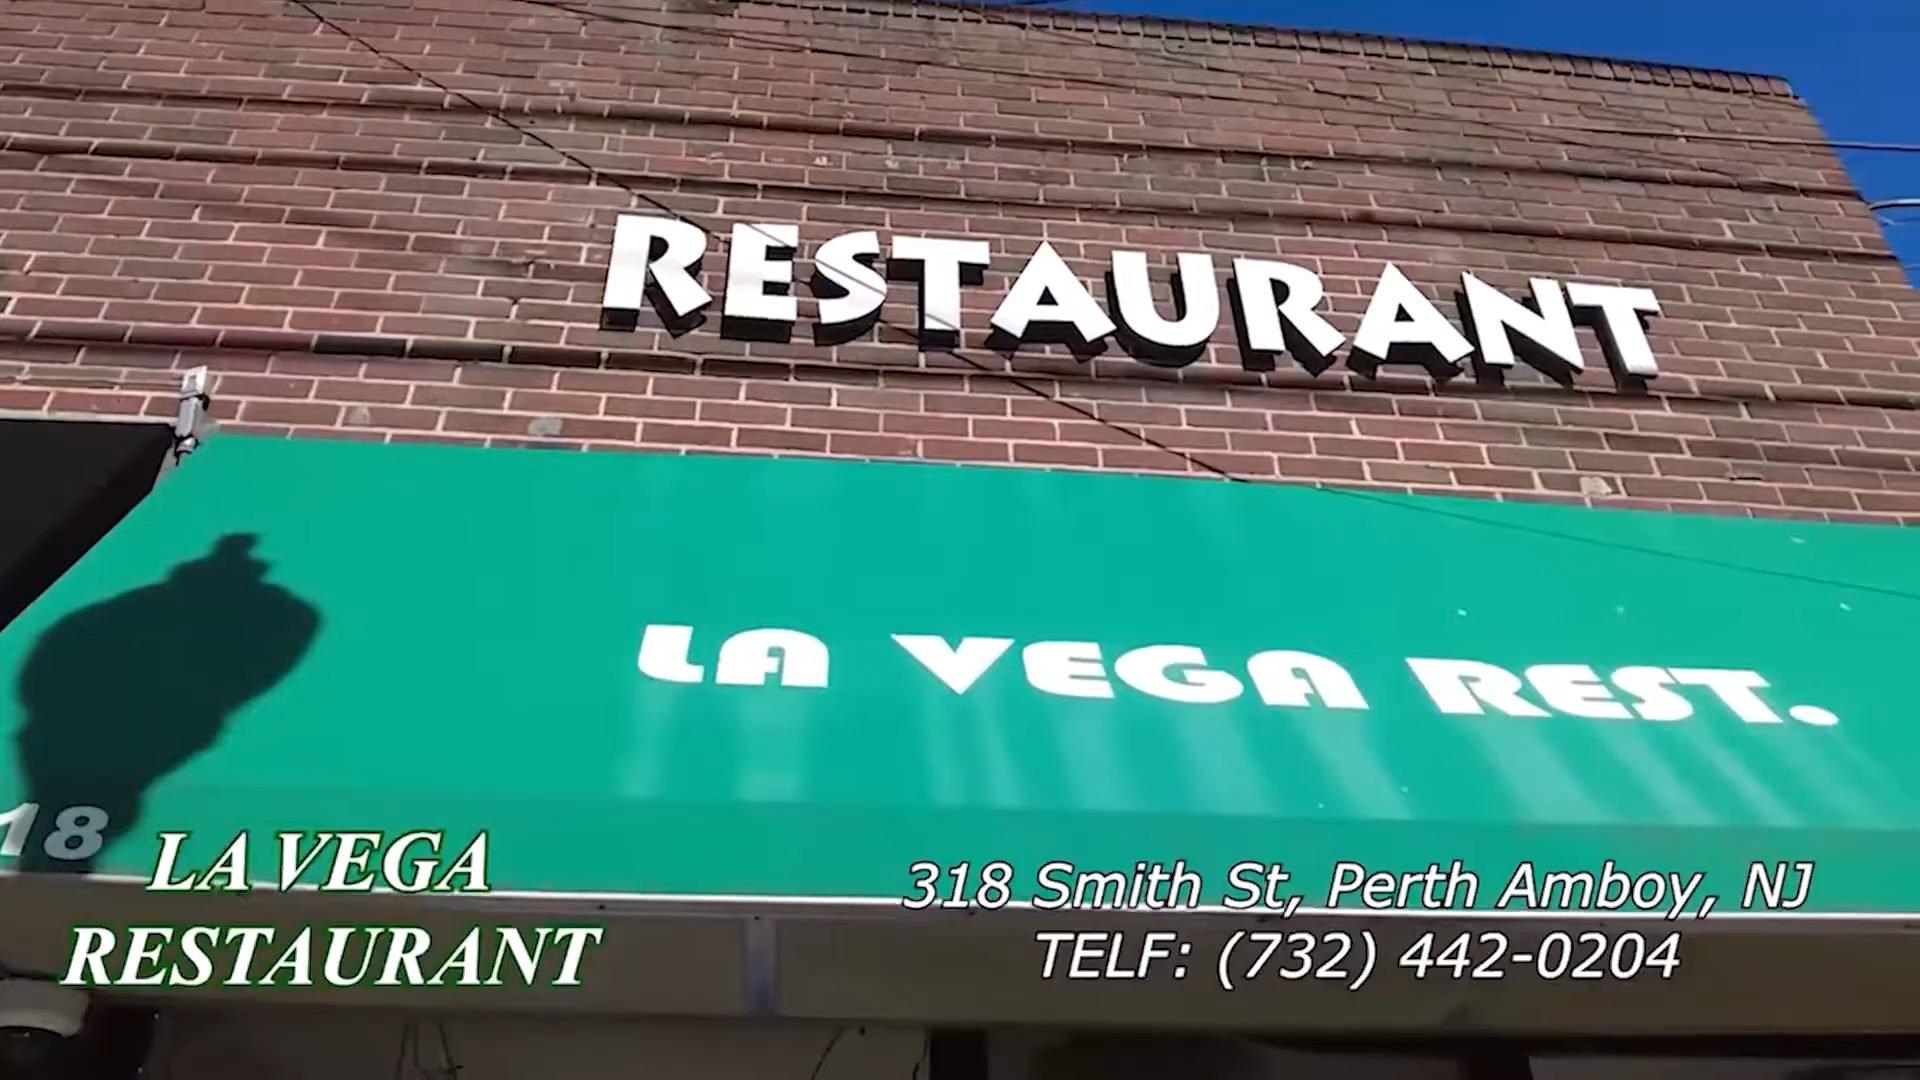 RESTAURANT
LA VEGA REST.
18
LA VEGA
RESTAURANT
318 Smith St, Perth Amboy, NJ
TELF: (732) 442-0204